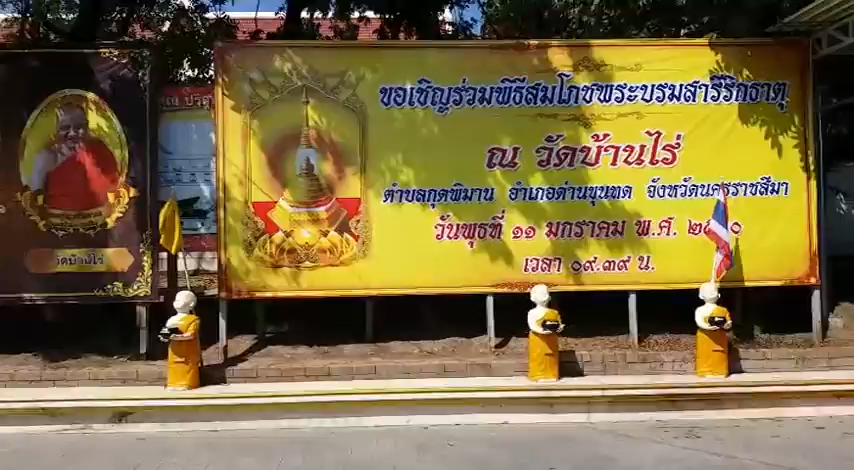 ขอเชิญร่วมพิธีสมโภชพระบรมสารีริกธาตุ
ณ วัดบ้านไร่
ตำบลกุดพิมาน อำเภอด่านขุนทด จังหวัดนครราชสีมา
วันพุธที่ ๑๑ มกราคม พ.ศ.
เวลา ๐๙.๓๙ น.
วัดบ้านไร่